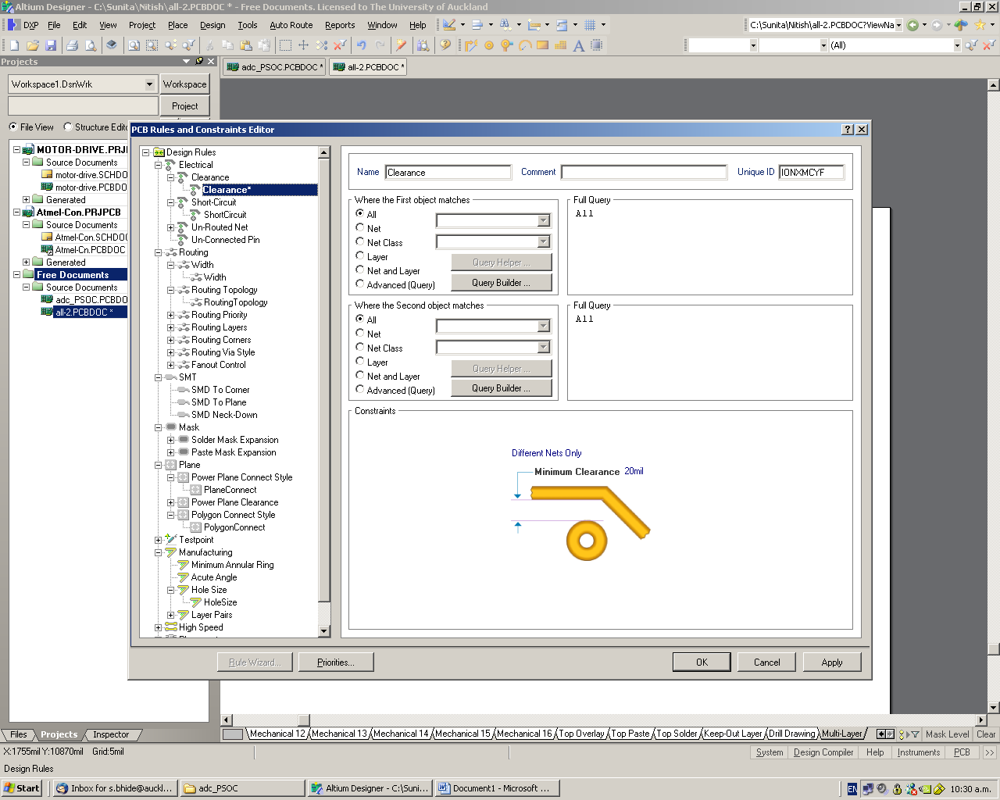 Altium Designer - C:\Sunita\Nitish\all-2.PCBDOC * - Free Documents. Licensed to The University of Auckland
DXP File Edit View Project Place Design Tools Auto Route Reports Window Help
C:\Sunita\Nitish\all-2.PCBDOC?ViewNa
(All)
Projects
adc_PSOC.PCBDOC * all-2.PCBDOC *
Workspace1.DsnWrk Workspace
Project
File View Structure Edito
MOTOR-DRIVE.PRJI
Source Documents
motor-drive.SCHDO
motor-drive.PCBDO
Generated
Atmel-Con.PRJPCB
Source Documents
Atmel-Con.SCHDO
Atmel-Cn.PCBDOC
Generated
Free Documents
Source Documents
adc_PSOC.PCBDO
all-2.PCBDOC *
PCB Rules and Constraints Editor
Design Rules
Electrical
Clearance
Clearance*
Short-Circuit
ShortCircuit
Un-Routed Net
Un-Connected Pin
Routing
Width
Width
Routing Topology
RoutingTopology
Routing Priority
Routing Layers
Routing Corners
Routing Via Style
Fanout Control
SMT
SMD To Corner
SMD To Plane
SMD Neck-Down
Mask
Solder Mask Expansion
Paste Mask Expansion
Plane
Power Plane Connect Style
PlaneConnect
Power Plane Clearance
Polygon Connect Style
PolygonConnect
Testpoint
Manufacturing
Minimum Annular Ring
Acute Angle
Hole Size
HoleSize
Layer Pairs
High Speed
Name Clearance Comment Unique ID IONXMCYF
Where the First object matches
All
Net
Net Class
Layer
Net and Layer
Advanced (Query)
Query Helper ...
Query Builder ...
Full Query
All
Where the Second object matches
All
Net
Net Class
Layer
Net and Layer
Advanced (Query)
Query Helper ...
Query Builder ...
Full Query
All
Constraints
Different Nets Only
Minimum Clearance 20mil
Rule Wizard... Priorities... OK Cancel Apply
Files Projects Inspector
Mechanical 12 Mechanical 13 Mechanical 14 Mechanical 15 Mechanical 16 Top Overlay Top Paste Top Solder Keep-Out Layer Drill Drawing Multi-Layer Mask Level Clear
X:1755mil Y:10870mil Grid:5mil
System Design Compiler Help Instruments PCB >>
Design Rules
Start Inbox for s.bhide@auckl... adc_PSOC Altium Designer - C:\Suni... Document1 - Microsoft ... EN 10:30 a.m.